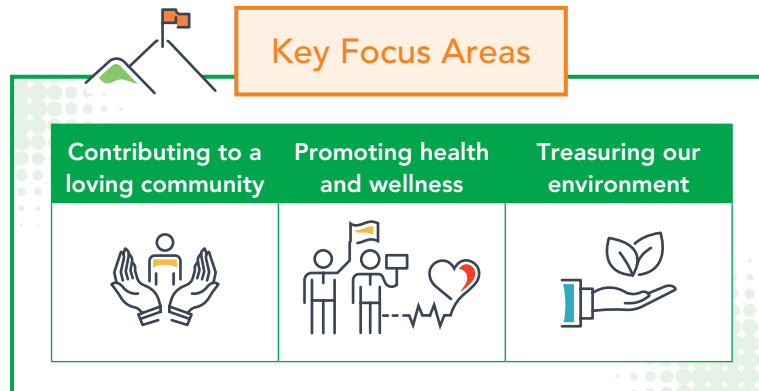 Key Focus Areas
Contributing to a
loving community
Promoting health
and wellness
Treasuring our
environment